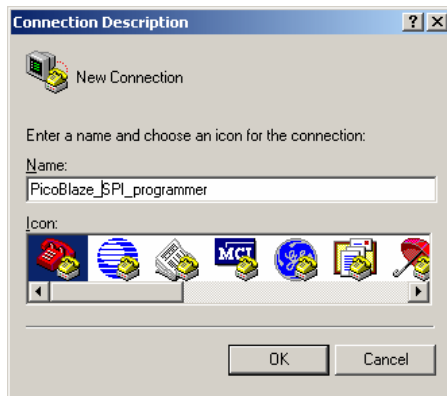 Connection Description
New Connection
Enter a name and choose an icon for the connection:
Name:
PicoBlaze_SPI_programmer
Icon:
MCI
OK Cancel